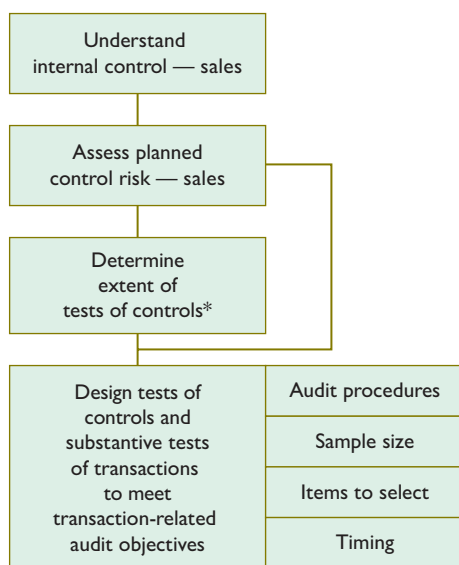 Understand
internal control — sales
Assess planned
control risk — sales
Determine
extent of
tests of controls*
Design tests of
controls and
substantive tests
of transactions
to meet
transaction-related
audit objectives
Audit procedures
Sample size
Items to select
Timing